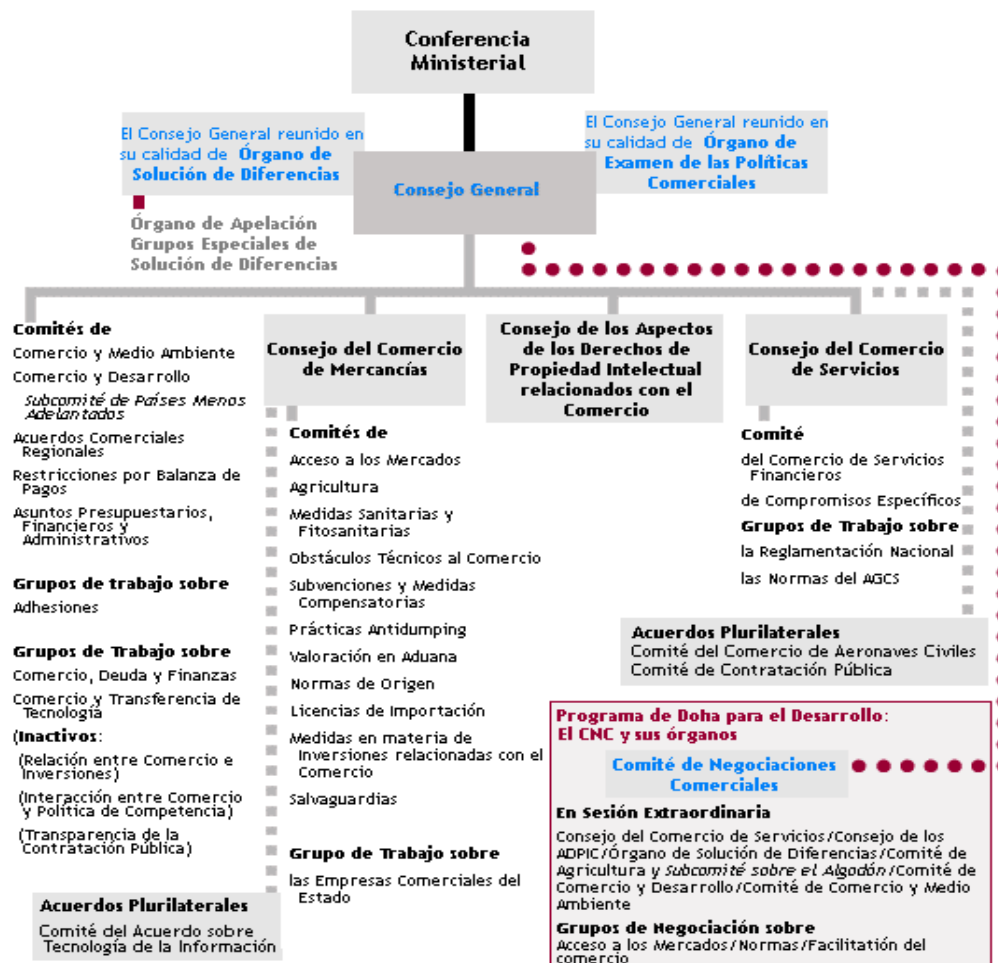 Conferencia
Ministerial
El Consejo General reunido en
su calidad de Órgano de
Solución de Diferencias
El Consejo General reunido en
su calidad de Órgano de
Examen de las Políticas
Comerciales
Consejo General
Órgano de Apelación
Grupos Especiales de
Solución de Diferencias
Comités de
Comercio y Medio Ambiente
Comercio y Desarrollo
Subcomité de Países Menos
Adelantados
Acuerdos Comerciales
Regionales
Restricciones por Balanza de
Pagos
Asuntos Presupuestarios,
Financieros y
Administrativos
Grupos de trabajo sobre
Adhesiones
Grupos de Trabajo sobre
Comercio, Deuda y Finanzas
Comercio y Transferencia de
Tecnología
(Inactivos:
(Relación entre Comercio e
Inversiones)
(Interacción entre Comercio
y Política de Competencia)
(Transparencia de la
Contratación Pública)
Acuerdos Plurilaterales
Comité del Acuerdo sobre
Tecnología de la Información
Consejo del Comercio
de Mercancías
Comités de
Acceso a los Mercados
Agricultura
Medidas Sanitarias y
Fitosanitarias
Obstáculos Técnicos al Comercio
Subvenciones y Medidas
Compensatorias
Prácticas Antidumping
Valoración en Aduana
Normas de Origen
Licencias de Importación
Medidas en materia de
Inversiones relacionadas con el
Comercio
Salvaguardias
Grupo de Trabajo sobre
las Empresas Comerciales del
Estado
Consejo de los Aspectos
de los Derechos de
Propiedad Intelectual
relacionados con el
Comercio
Consejo del Comercio
de Servicios
Comité
del Comercio de Servicios
Financieros
de Compromisos Específicos
Grupos de Trabajo sobre
la Reglamentación Nacional
las Normas del AGCS
Acuerdos Plurilaterales
Comité del Comercio de Aeronaves Civiles
Comité de Contratación Pública
Programa de Doha para el Desarrollo:
El CNC y sus órganos
Comité de Negociaciones
Comerciales
En Sesión Extraordinaria
Consejo del Comercio de Servicios/Consejo de los
ADPIC/Órgano de Solución de Diferencias/Comité de
Agricultura y Subcomité sobre el Algodón/Comité de
Comercio y Desarrollo/Comité de Comercio y Medio
Ambiente
Grupos de Negociación sobre
Acceso a los Mercados/Normas/Facilitatión del
comercio